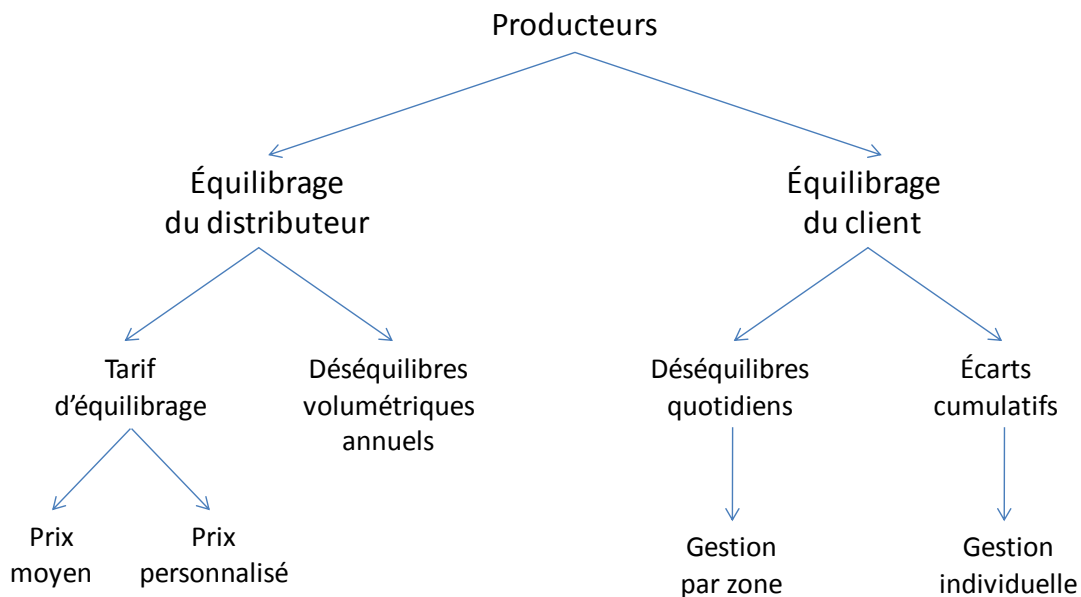 Producteurs
Équilibrage
du distributeur
Équilibrage
du client
Tarif
d’équilibrage
Déséquilibres
volumétriques
annuels
Déséquilibres
quotidiens
Écarts
cumulatifs
Prix
moyen
Prix
personnalisé
Gestion
par zone
Gestion
individuelle